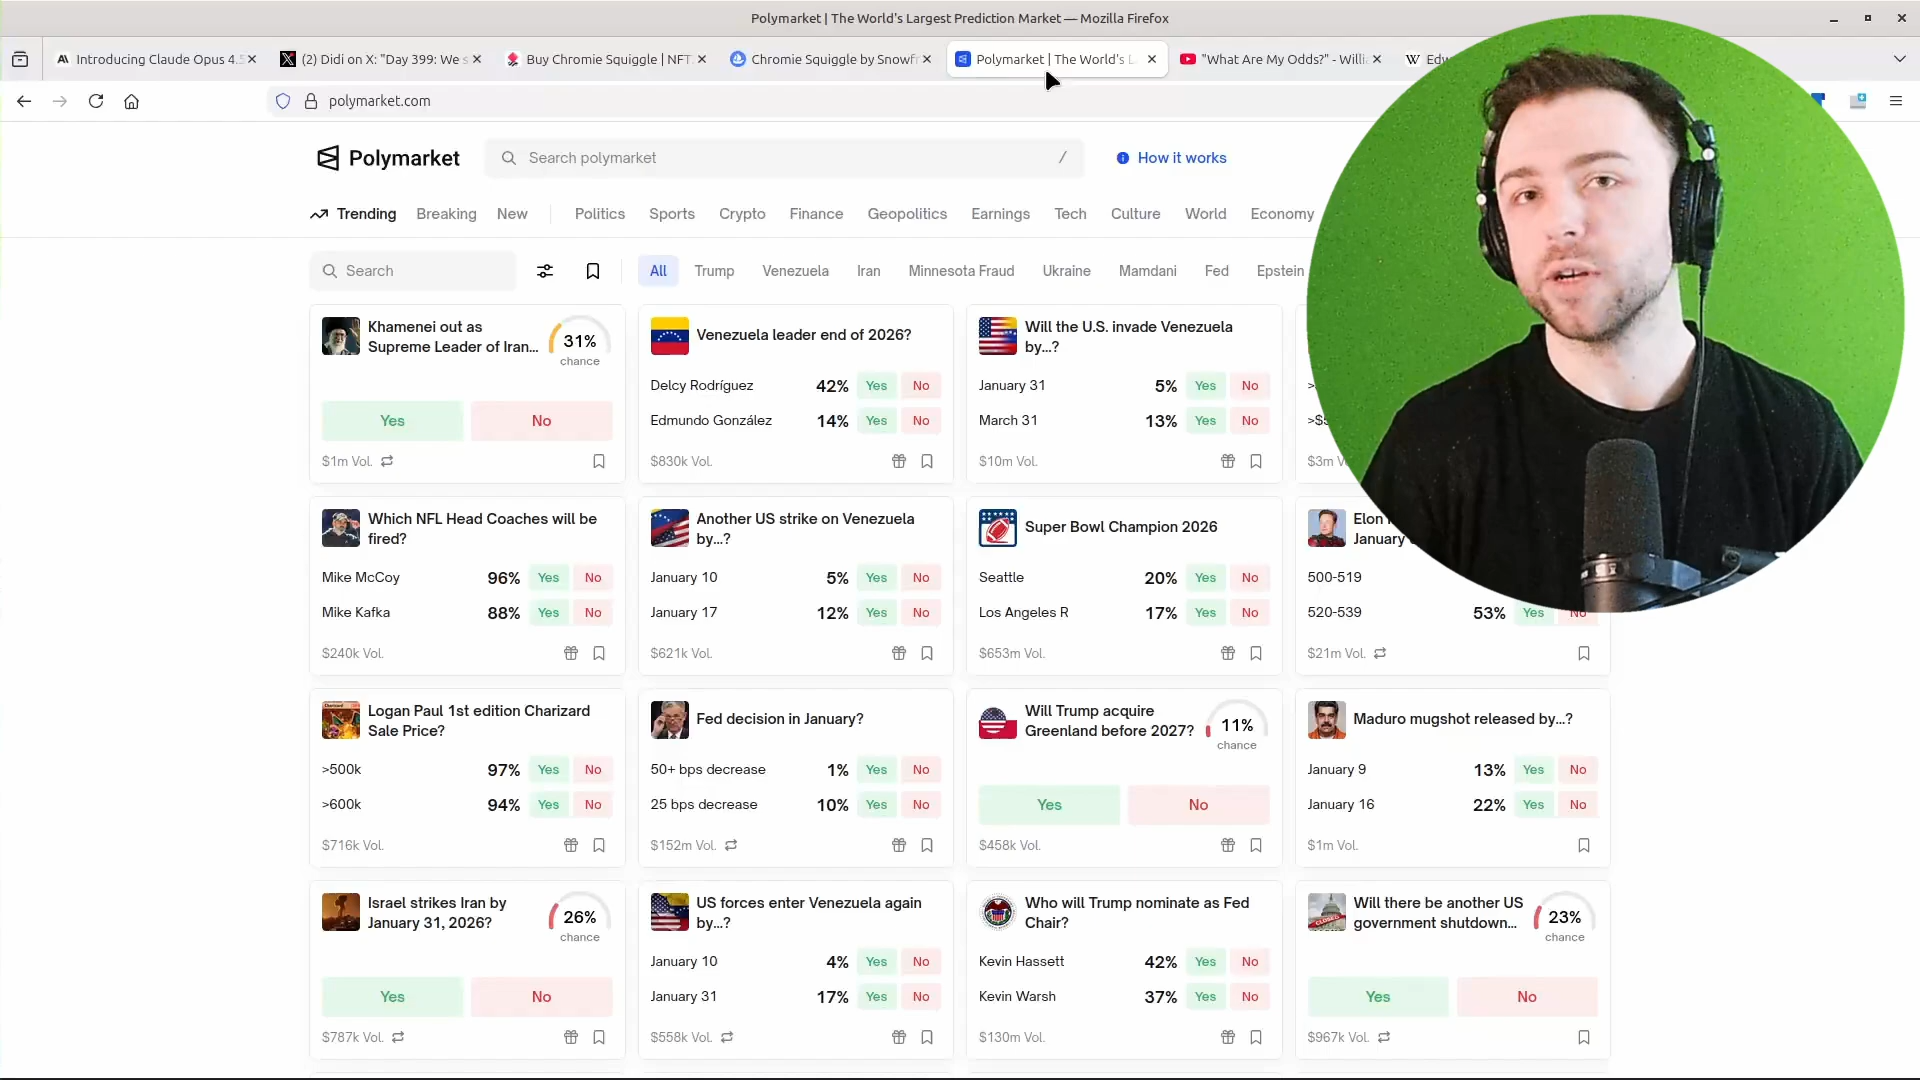 Polymarket | The World's Largest Prediction Market — Mozilla Firefox
Introducing Claude Opus 4.5
(2) Didi on X: "Day 399: We s
Buy Chromie Squiggle | NFT
Chromie Squiggle by Snowfr
Polymarket | The World's L
"What Are My Odds?" - Willi
Edw
polymarket.com
Polymarket
Search polymarket
/
How it works
Trending
Breaking
New
Politics
Sports
Crypto
Finance
Geopolitics
Earnings
Tech
Culture
World
Economy
Search
All
Trump
Venezuela
Iran
Minnesota Fraud
Ukraine
Mamdani
Fed
Epstein
Khamenei out as
Supreme Leader of Iran...
31%
chance
Yes No
$1m Vol.
Venezuela leader end of 2026?
Delcy Rodríguez 42% Yes No
Edmundo González 14% Yes No
$830k Vol.
Will the U.S. invade Venezuela
by...?
January 31 5% Yes No
March 31 13% Yes No
$10m Vol.
>
>$5
$3m V
Which NFL Head Coaches will be
fired?
Mike McCoy 96% Yes No
Mike Kafka 88% Yes No
$240k Vol.
Another US strike on Venezuela
by...?
January 10 5% Yes No
January 17 12% Yes No
$621k Vol.
Super Bowl Champion 2026
Seattle 20% Yes No
Los Angeles R 17% Yes No
$653m Vol.
Elon
January
500-519
520-539 53% Yes No
$21m Vol.
Logan Paul 1st edition Charizard
Sale Price?
>500k 97% Yes No
>600k 94% Yes No
$716k Vol.
Fed decision in January?
50+ bps decrease 1% Yes No
25 bps decrease 10% Yes No
$152m Vol.
Will Trump acquire
Greenland before 2027?
11%
chance
Yes No
$458k Vol.
Maduro mugshot released by...?
January 9 13% Yes No
January 16 22% Yes No
$1m Vol.
Israel strikes Iran by
January 31, 2026?
26%
chance
Yes No
$787k Vol.
US forces enter Venezuela again
by...?
January 10 4% Yes No
January 31 17% Yes No
$558k Vol.
Who will Trump nominate as Fed
Chair?
Kevin Hassett 42% Yes No
Kevin Warsh 37% Yes No
$130m Vol.
Will there be another US
government shutdown...
23%
chance
Yes No
$967k Vol.